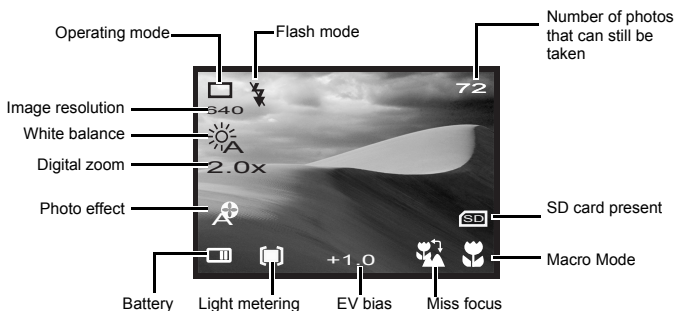 Number of photos
that can still be
taken
Operating mode
Flash mode
72
Image resolution
640
White balance
A
Digital zoom
2.0x
Photo effect
A
SD
SD card present
+1.0
Macro Mode
Battery
Light metering
EV bias
Miss focus